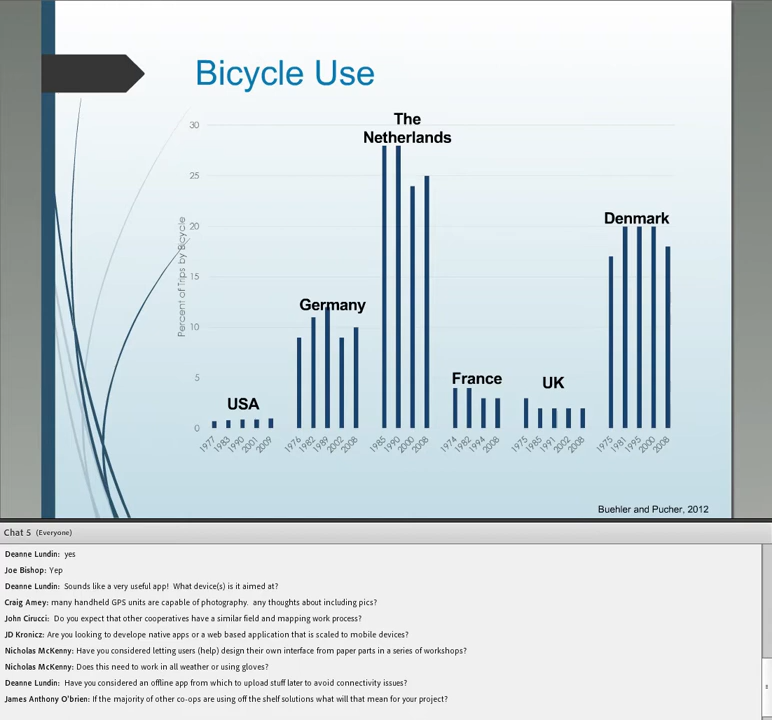 Bicycle Use
Percent of Trips by Bicycle
30
25
20
15
10
5
0
USA
Germany
The
Netherlands
France
UK
Denmark
1977 1983 1990 2001 2009
1976 1982 1989 2002 2008
1985 1990 2000 2008
1974 1982 1994 2008
1975 1985 1991 2002 2008
1975 1981 1995 2000 2008
Buehler and Pucher, 2012
Chat 5 (Everyone)
Deanne Lundin: yes
Joe Bishop: Yep
Deanne Lundin: Sounds like a very useful app! What device(s) is it aimed at?
Craig Amey: many handheld GPS units are capable of photography. any thoughts about including pics?
John Cirucci: Do you expect that other cooperatives have a similar field and mapping work process?
JD Kronicz: Are you looking to develope native apps or a web based application that is scaled to mobile devices?
Nicholas McKenny: Have you considered letting users (help) design their own interface from paper parts in a series of workshops?
Nicholas McKenny: Does this need to work in all weather or using gloves?
Deanne Lundin: Have you considered an offline app from which to upload stuff later to avoid connectivity issues?
James Anthony O'brien: If the majority of other co-ops are using off the shelf solutions what will that mean for your project?